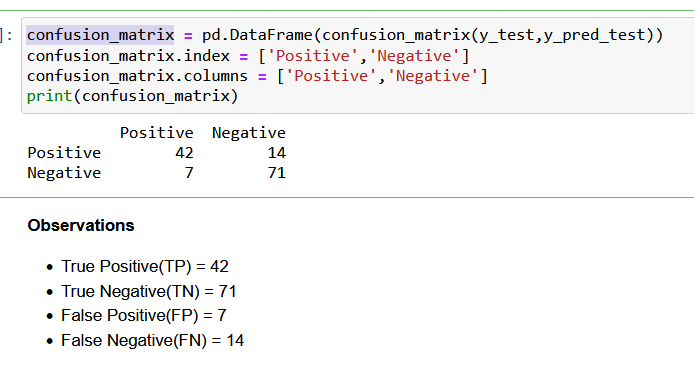 ]: confusion_matrix = pd.DataFrame(confusion_matrix(y_test,y_pred_test))
confusion_matrix.index = ['Positive','Negative']
confusion_matrix.columns = ['Positive','Negative']
print(confusion_matrix)
Positive Negative
Positive 42 14
Negative 7 71
Observations
• True Positive(TP) = 42
• True Negative(TN) = 71
• False Positive(FP) = 7
• False Negative(FN) = 14